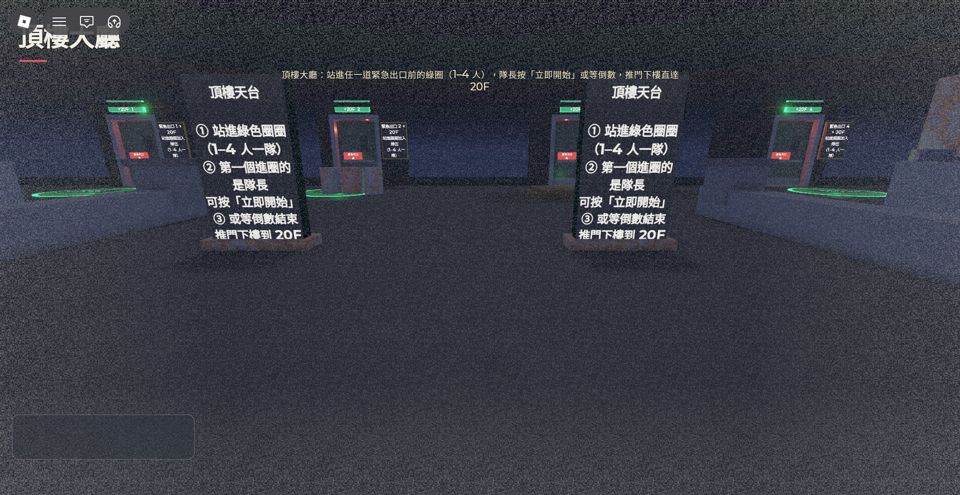 頂樓大廳
頂樓大廳：站進任一道緊急出口前的綠圈（1–4 人），隊長按「立即開始」或等倒數，推門下樓直達
20F
頂樓天台
① 站進綠色圈圈
（1–4 人一隊）
② 第一個進圈的
是隊長
可按「立即開始」
③ 或等倒數結束
推門下樓到 20F
頂樓天台
① 站進綠色圈圈
（1–4 人一隊）
② 第一個進圈的
是隊長
可按「立即開始」
③ 或等倒數結束
推門下樓到 20F